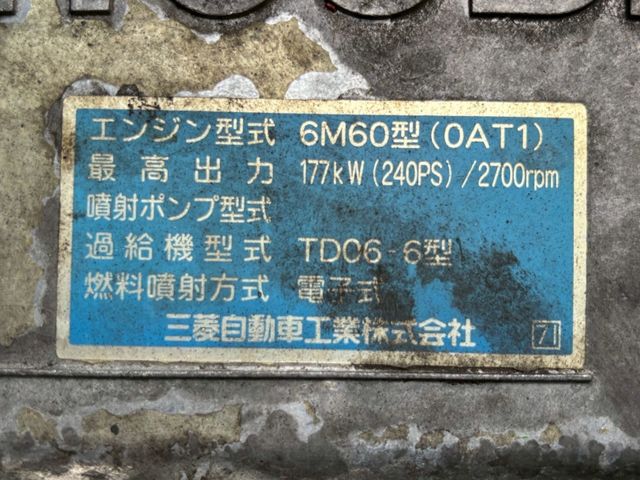 エンジン型式 6M60型(0AT1)
最高出力 177kW(240PS)/2700rpm
噴射ポンプ型式
過給機型式 TD06-6型
燃料噴射方式 電子式
三菱自動車工業株式会社 71